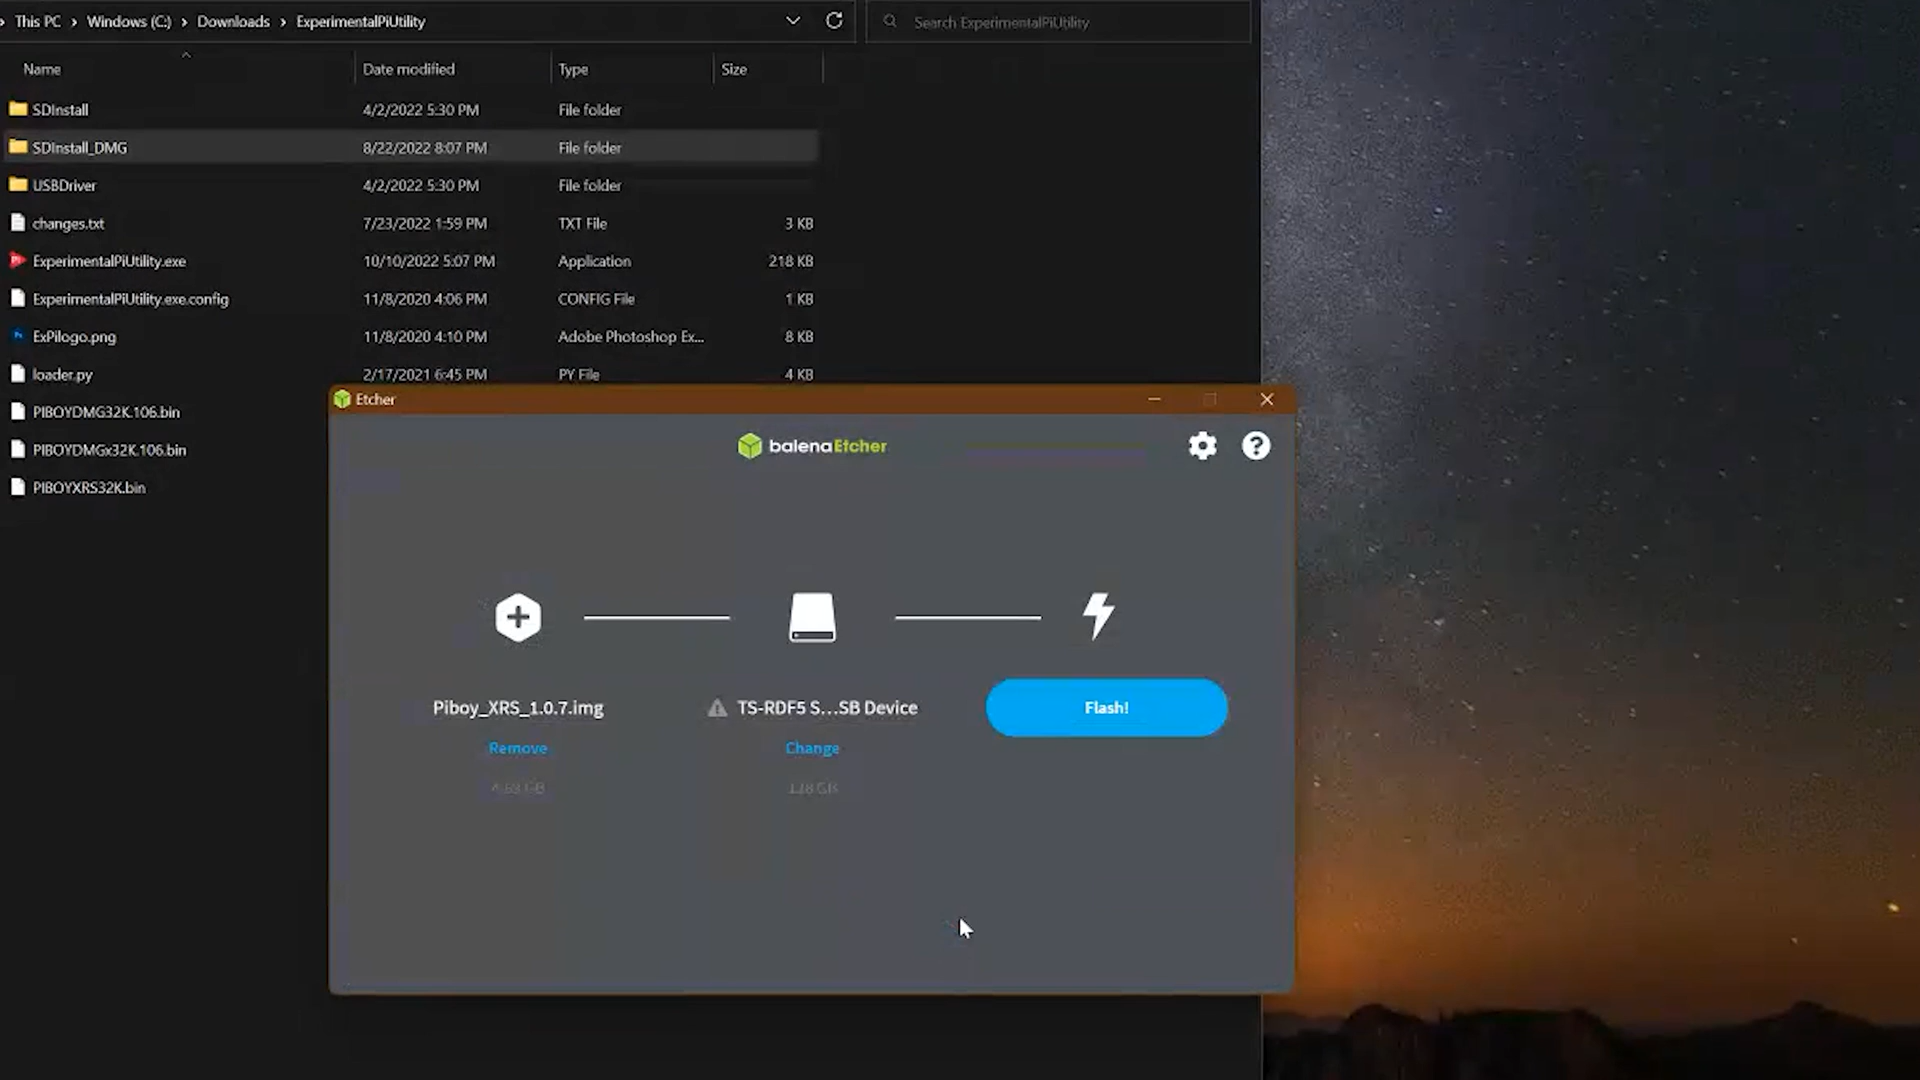 This PC > Windows (C:) > Downloads > ExperimentalPiUtility
Search ExperimentalPiUtility
Name Date modified Type Size
SDInstall 4/2/2022 5:30 PM File folder
SDInstall_DMG 8/22/2022 8:07 PM File folder
USBDriver 4/2/2022 5:30 PM File folder
changes.txt 7/23/2022 1:59 PM TXT File 3 KB
ExperimentalPiUtility.exe 10/10/2022 5:07 PM Application 218 KB
ExperimentalPiUtility.exe.config 11/8/2020 4:06 PM CONFIG File 1 KB
ExPilogo.png 11/8/2020 4:10 PM Adobe Photoshop Ex... 8 KB
loader.py 2/17/2021 6:45 PM PY File 4 KB
PIBOYDMG32K.106.bin
PIBOYDMGx32K.106.bin
PIBOYXRS32K.bin
Etcher
balenaEtcher
Piboy_XRS_1.0.7.img
TS-RDF5 S...SB Device
Flash!
Remove
Change
128 GB